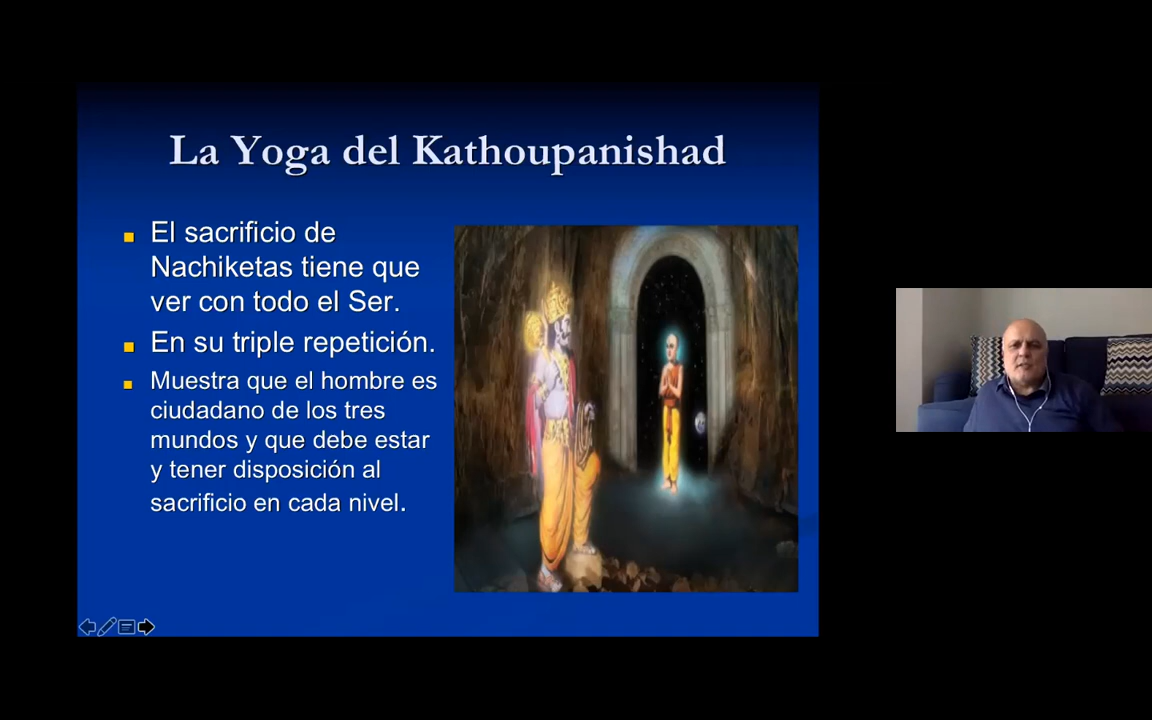 La Yoga del Kathoupanishad
El sacrificio de
Nachiketas tiene que
ver con todo el Ser.
En su triple repetición.
Muestra que el hombre es
ciudadano de los tres
mundos y que debe estar
y tener disposición al
sacrificio en cada nivel.